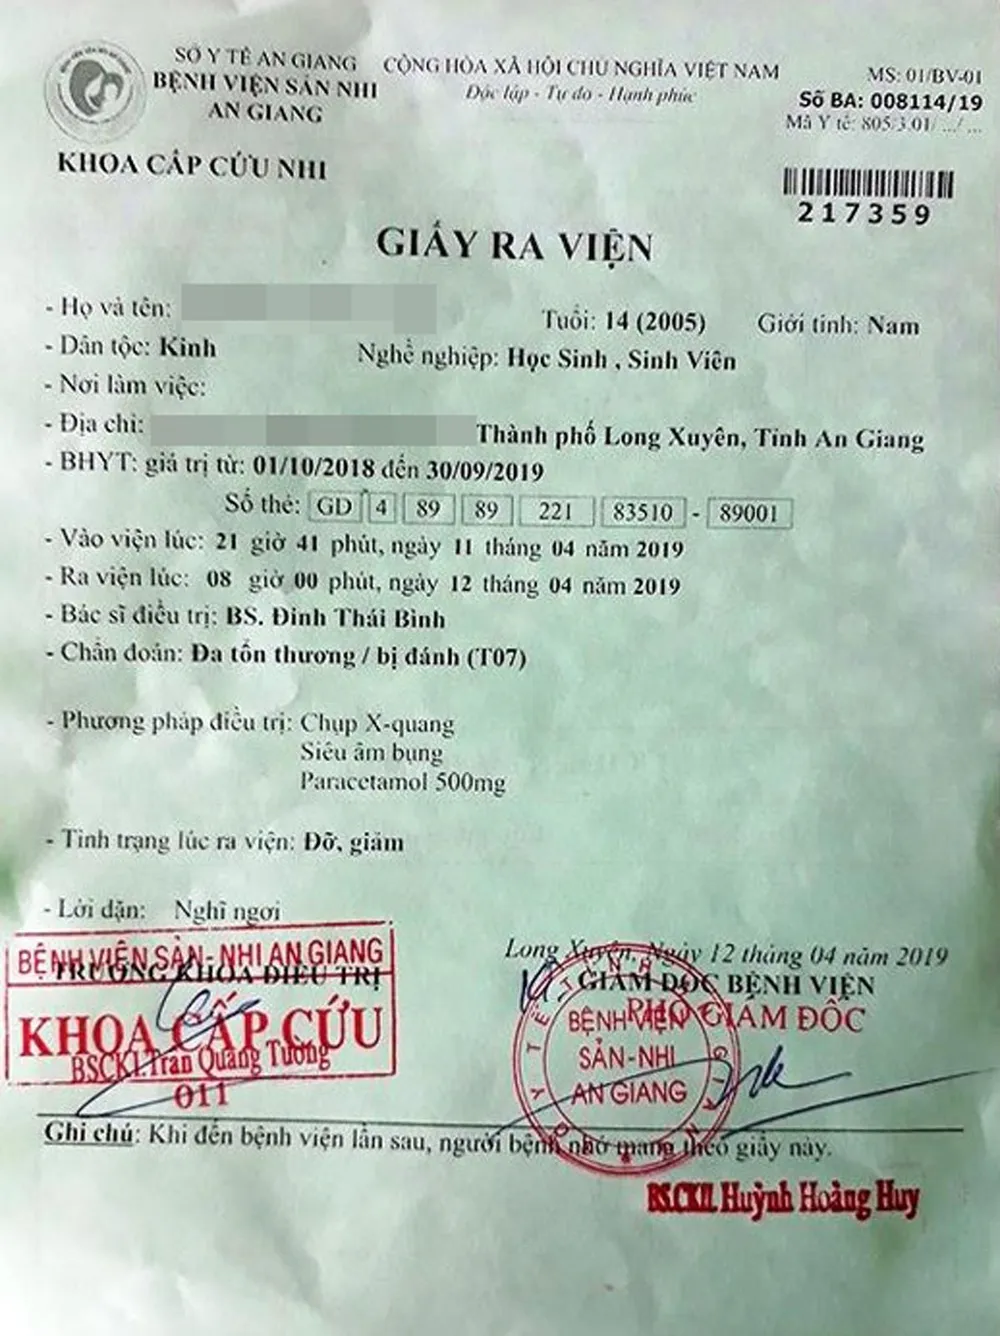 SỞ Y TẾ AN GIANG
BỆNH VIỆN SẢN NHI
AN GIANG
KHOA CẤP CỨU NHI
CỘNG HÒA XÃ HỘI CHỦ NGHĨA VIỆT NAM
Độc lập - Tự do - Hạnh phúc
MS: 01/BV-01
Số BA: 008114/19
Mã Y tế: 805/3.01/ .../ ...
217359
GIẤY RA VIỆN
- Họ và tên:
Tuổi: 14 (2005) Giới tính: Nam
- Dân tộc: Kinh Nghề nghiệp: Học Sinh , Sinh Viên
- Nơi làm việc:
- Địa chỉ: Thành phố Long Xuyên, Tỉnh An Giang
- BHYT: giá trị từ: 01/10/2018 đến 30/09/2019
Số thẻ: GD 4 89 89 221 83510 - 89001
- Vào viện lúc: 21 giờ 41 phút, ngày 11 tháng 04 năm 2019
- Ra viện lúc: 08 giờ 00 phút, ngày 12 tháng 04 năm 2019
- Bác sĩ điều trị: BS. Đinh Thái Bình
- Chẩn đoán: Đa tổn thương / bị đánh (T07)
- Phương pháp điều trị: Chụp X-quang
Siêu âm bụng
Paracetamol 500mg
- Tình trạng lúc ra viện: Đỡ, giảm
- Lời dặn: Nghỉ ngơi
BỆNH VIỆN SẢN-NHI AN GIANG
TRƯỞNG KHOA ĐIỀU TRỊ
KHOA CẤP CỨU
BSCKI.Trần Quang Tường
011
Long Xuyên, Ngày 12 tháng 04 năm 2019
GIÁM ĐỐC BỆNH VIỆN
PHÓ GIÁM ĐỐC
BỆNH VIỆN
SẢN-NHI
AN GIANG
Ghi chú: Khi đến bệnh viện lần sau, người bệnh nhớ mang theo giấy này.
BS.CKII. Huỳnh Hoàng Huy